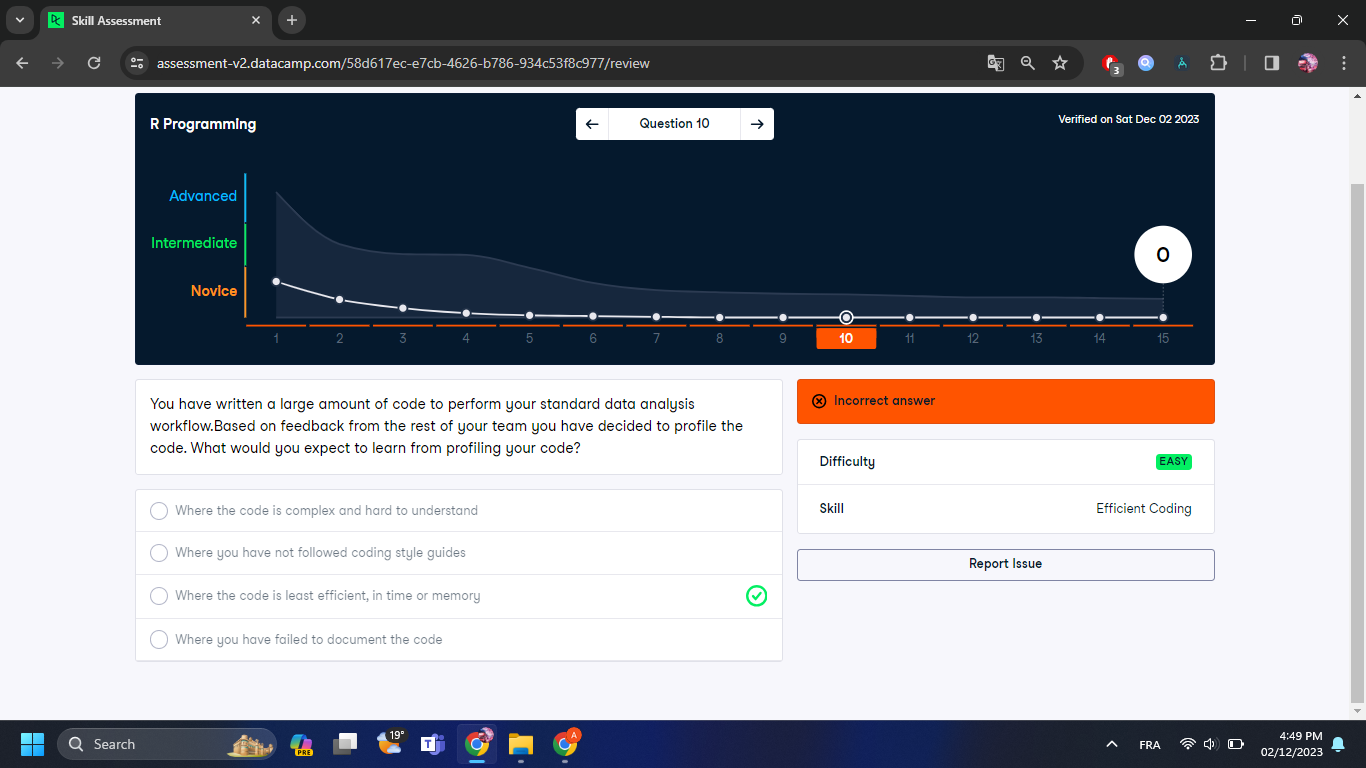 Skill Assessment
assessment-v2.datacamp.com/58d617ec-e7cb-4626-b786-934c53f8c977/review
3
R Programming
Question 10
Verified on Sat Dec 02 2023
Advanced
Intermediate
Novice
0
1 2 3 4 5 6 7 8 9 10 11 12 13 14 15
You have written a large amount of code to perform your standard data analysis
workflow.Based on feedback from the rest of your team you have decided to profile the
code. What would you expect to learn from profiling your code?
Incorrect answer
Difficulty EASY
Skill Efficient Coding
Report Issue
Where the code is complex and hard to understand
Where you have not followed coding style guides
Where the code is least efficient, in time or memory
Where you have failed to document the code
Search
PRE
19°
A
FRA
4:49 PM
02/12/2023